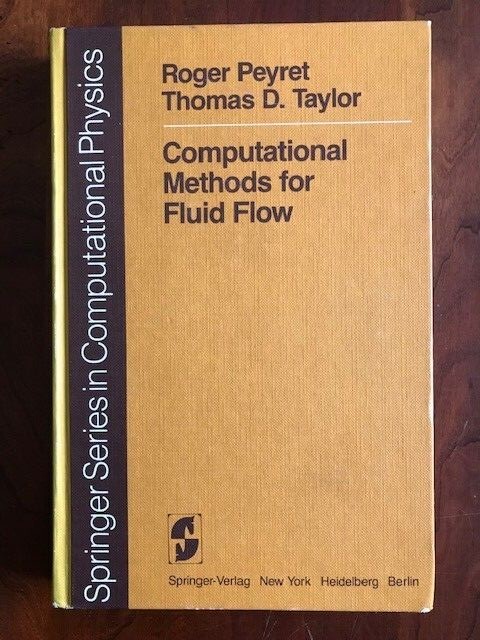 Springer Series in Computational Physics
Roger Peyret
Thomas D. Taylor
Computational
Methods for
Fluid Flow
Springer-Verlag New York Heidelberg Berlin